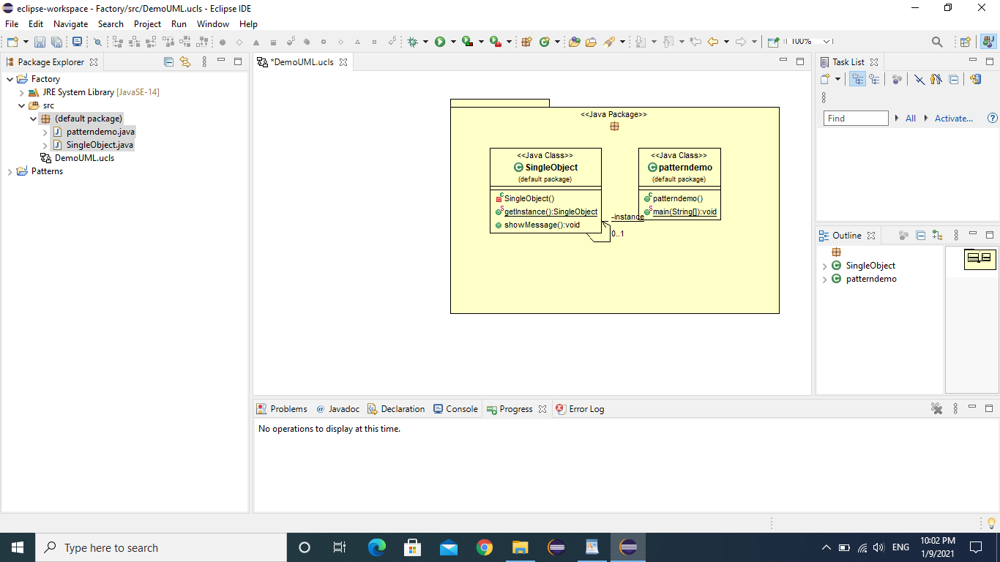 eclipse-workspace - Factory/src/DemoUML.ucls - Eclipse IDE
File Edit Navigate Search Project Run Window Help
100%
Package Explorer
Factory
JRE System Library [JavaSE-14]
src
(default package)
patterndemo.java
SingleObject.java
DemoUML.ucls
Patterns
*DemoUML.ucls
<<Java Package>>
<<Java Class>>
SingleObject
(default package)
SingleObject()
getInstance():SingleObject
showMessage():void
-instance
0..1
<<Java Class>>
patterndemo
(default package)
patterndemo()
main(String[]):void
Task List
Find All Activate...
Outline
SingleObject
patterndemo
Problems @ Javadoc Declaration Console Progress Error Log
No operations to display at this time.
Type here to search
ENG
10:02 PM
1/9/2021